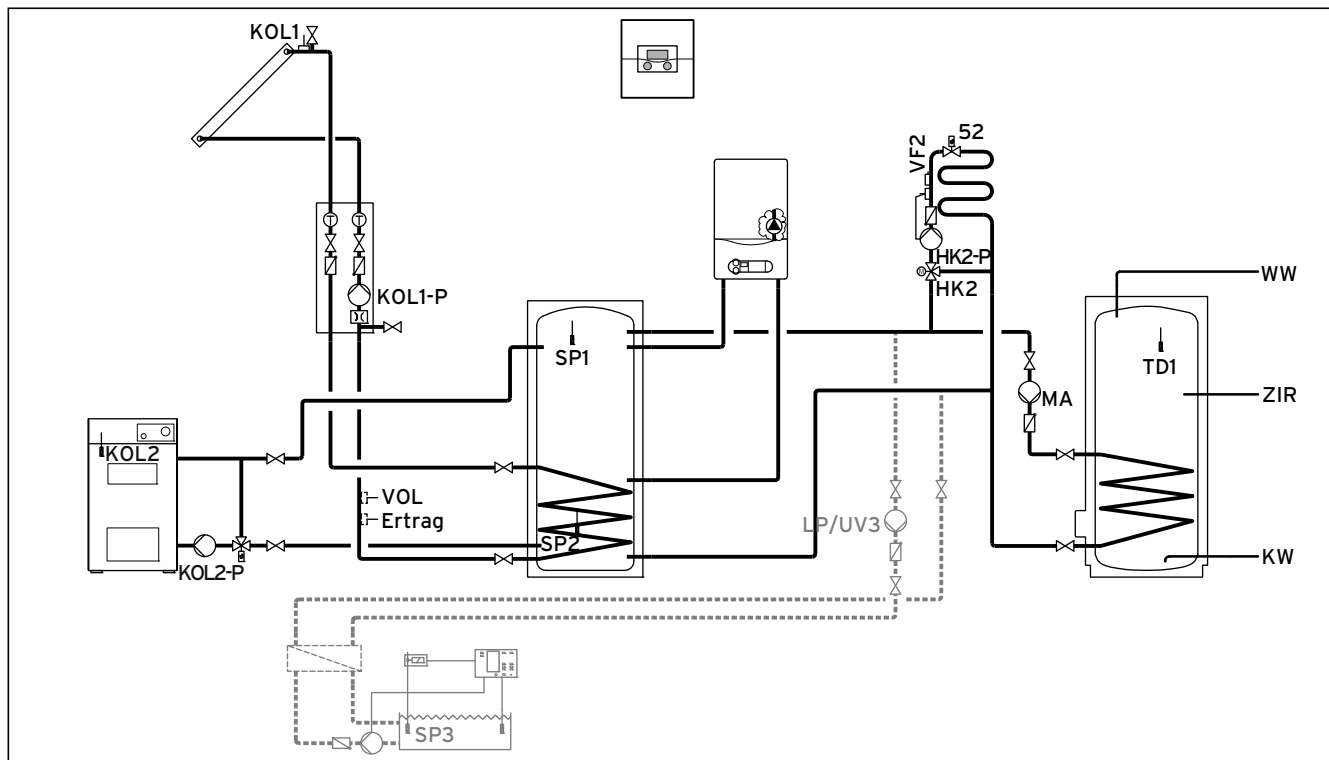 KOL1
52
VF2
HK2-P
WW
HK2
KOL1-P
SP1
TD1
MA
ZIR
KOL2
VOL
Ertrag
LP/UV3
SP2
KOL2-P
KW
SP3